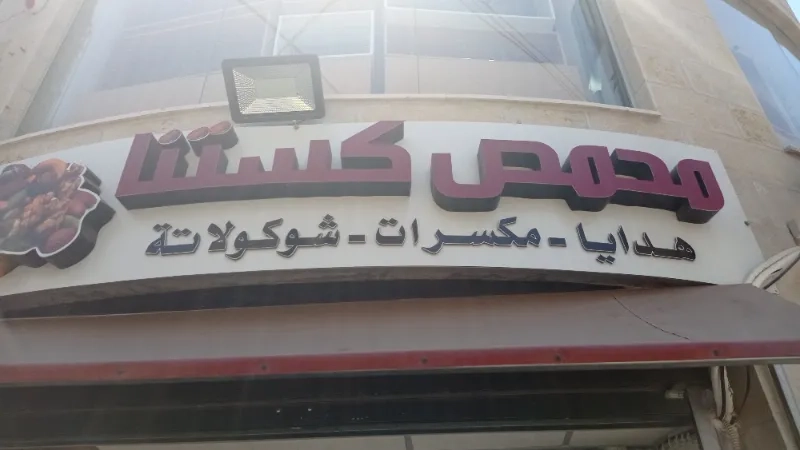 محمص كستنا
هدايا - مكسرات - شوكولاتة